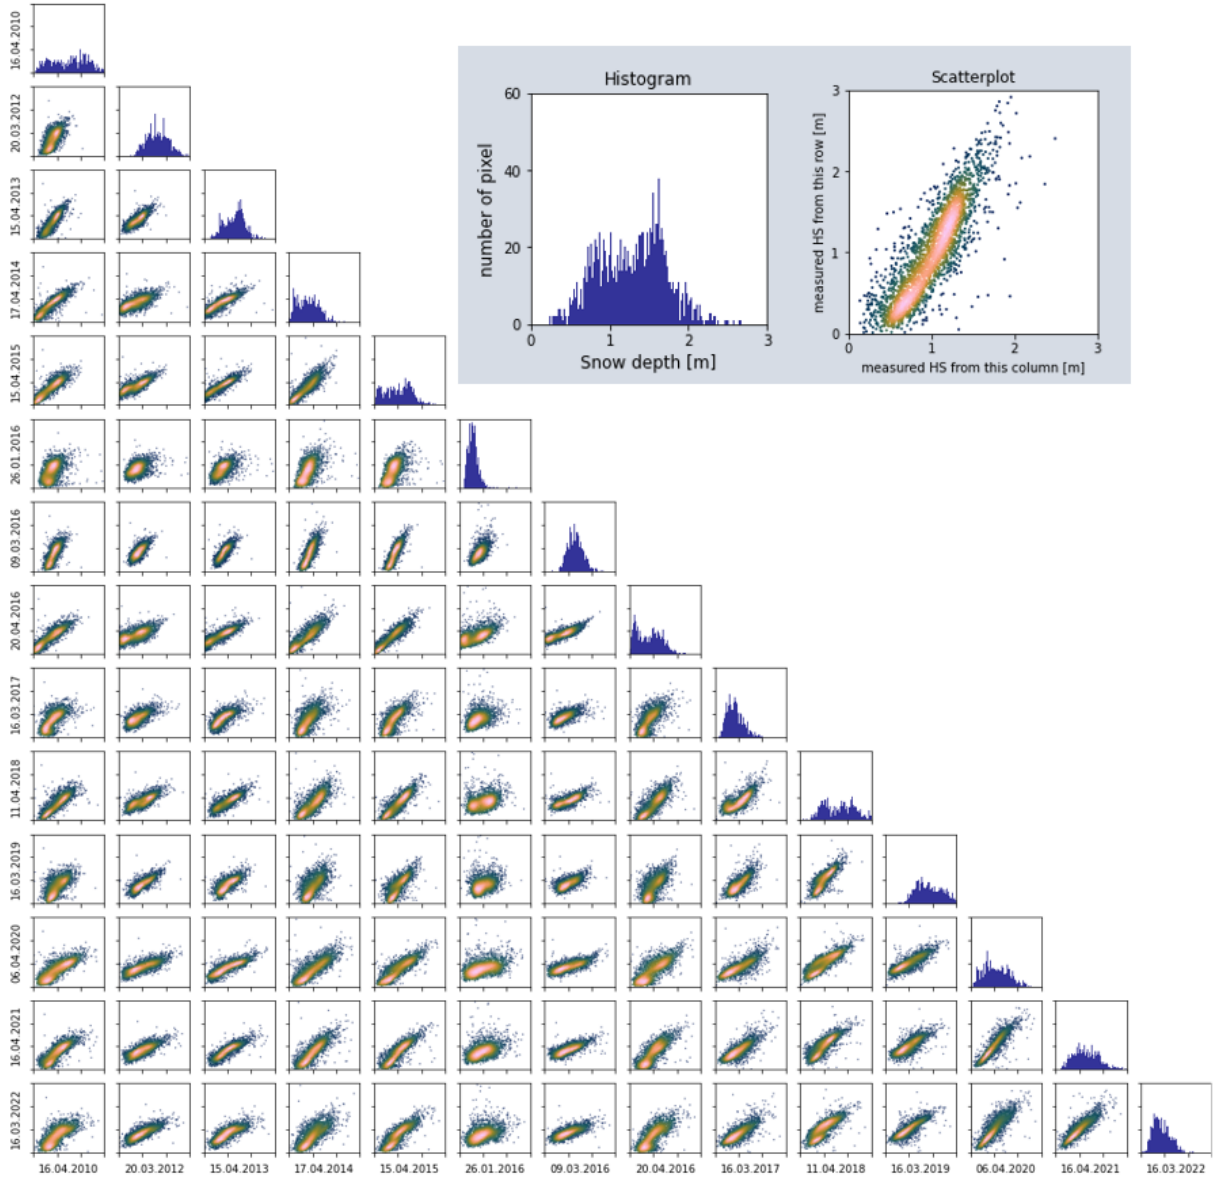 16.04.2010
20.03.2012
15.04.2013
17.04.2014
15.04.2015
26.01.2016
09.03.2016
20.04.2016
16.03.2017
11.04.2018
16.03.2019
06.04.2020
16.04.2021
16.03.2022
Histogram
number of pixel
60
40
20
0
0 1 2 3
Snow depth [m]
Scatterplot
measured HS from this row [m]
3
2
1
0
0 1 2 3
measured HS from this column [m]
16.04.2010 20.03.2012 15.04.2013 17.04.2014 15.04.2015 26.01.2016 09.03.2016 20.04.2016 16.03.2017 11.04.2018 16.03.2019 06.04.2020 16.04.2021 16.03.2022